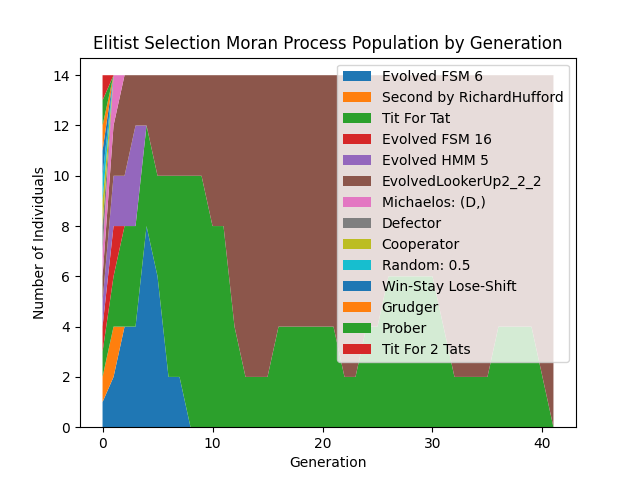 Elitist Selection Moran Process Population by Generation
Number of Individuals
14
12
10
8
6
4
2
0
0
10
20
30
40
Generation
Evolved FSM 6
Second by RichardHufford
Tit For Tat
Evolved FSM 16
Evolved HMM 5
EvolvedLookerUp2_2_2
Michaelos: (D,)
Defector
Cooperator
Random: 0.5
Win-Stay Lose-Shift
Grudger
Prober
Tit For 2 Tats